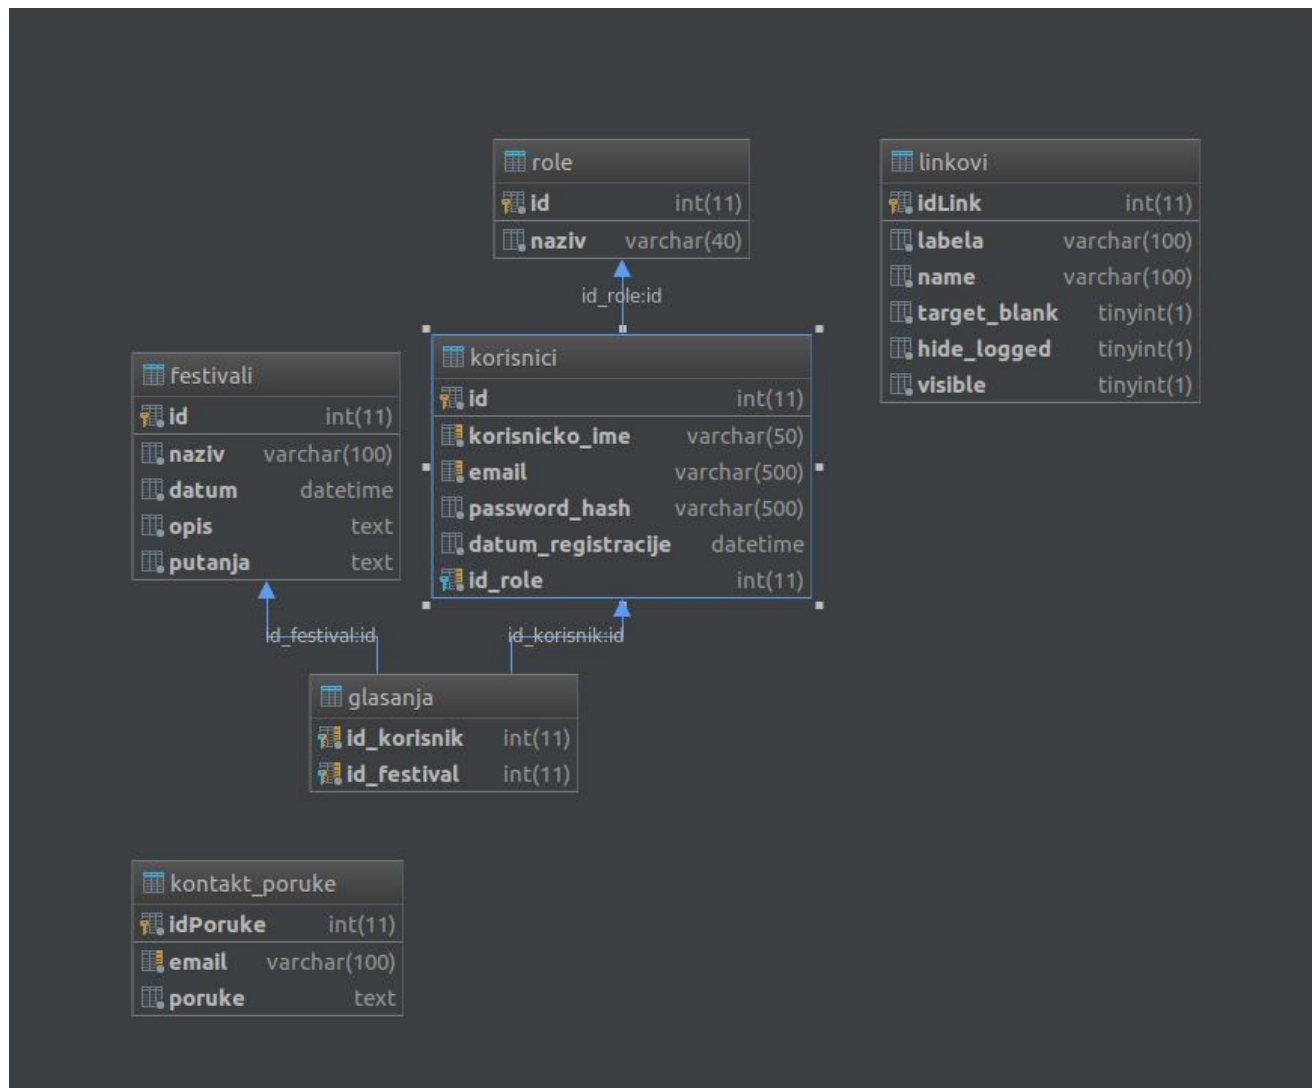 role
id int(11)
naziv varchar(40)
id_role:id
linkovi
idLink int(11)
labela varchar(100)
name varchar(100)
target_blank tinyint(1)
hide_logged tinyint(1)
visible tinyint(1)
festivali
id int(11)
naziv varchar(100)
datum datetime
opis text
putanja text
id_festival:id
korisnici
id int(11)
korisnicko_ime varchar(50)
email varchar(500)
password_hash varchar(500)
datum_registracije datetime
id_role int(11)
id_korisnik:id
glasanja
id_korisnik int(11)
id_festival int(11)
kontakt_poruke
idPoruke int(11)
email varchar(100)
poruke text